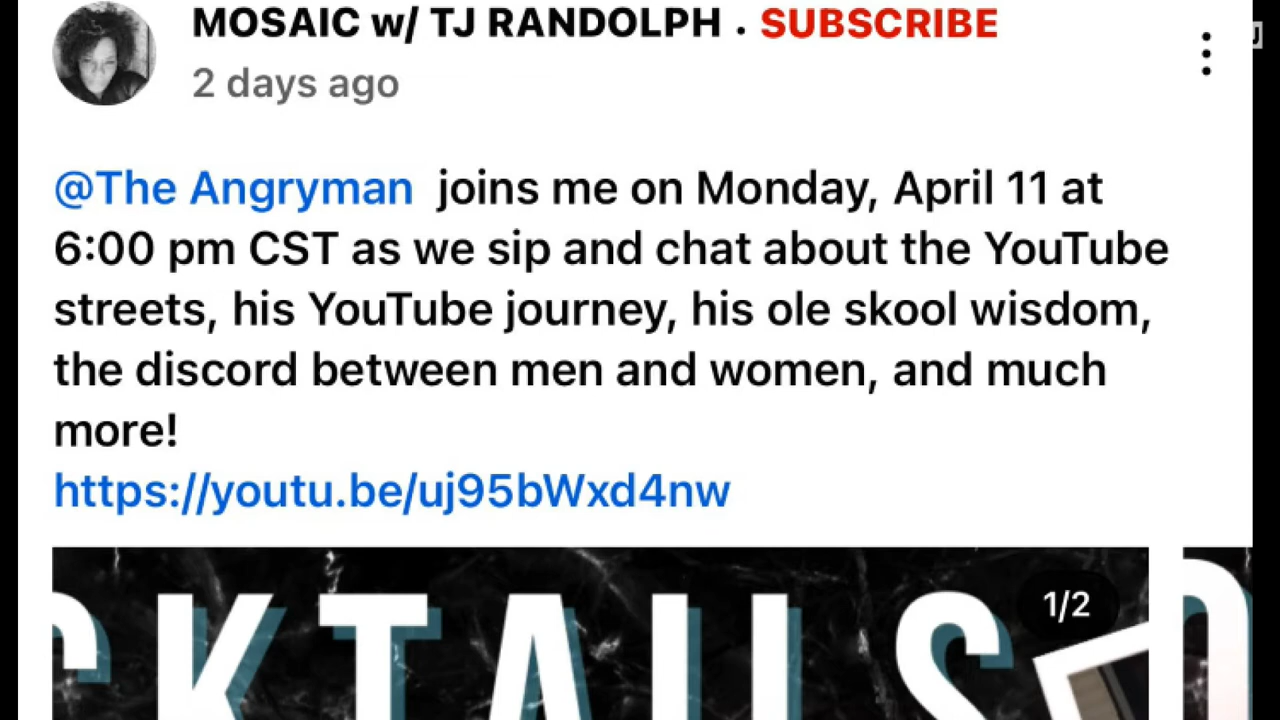 MOSAIC w/ TJ RANDOLPH . SUBSCRIBE
2 days ago
@The Angryman joins me on Monday, April 11 at
6:00 pm CST as we sip and chat about the YouTube
streets, his YouTube journey, his ole skool wisdom,
the discord between men and women, and much
more!
https://youtu.be/uj95bWxd4nw
1/2
CKTAILS